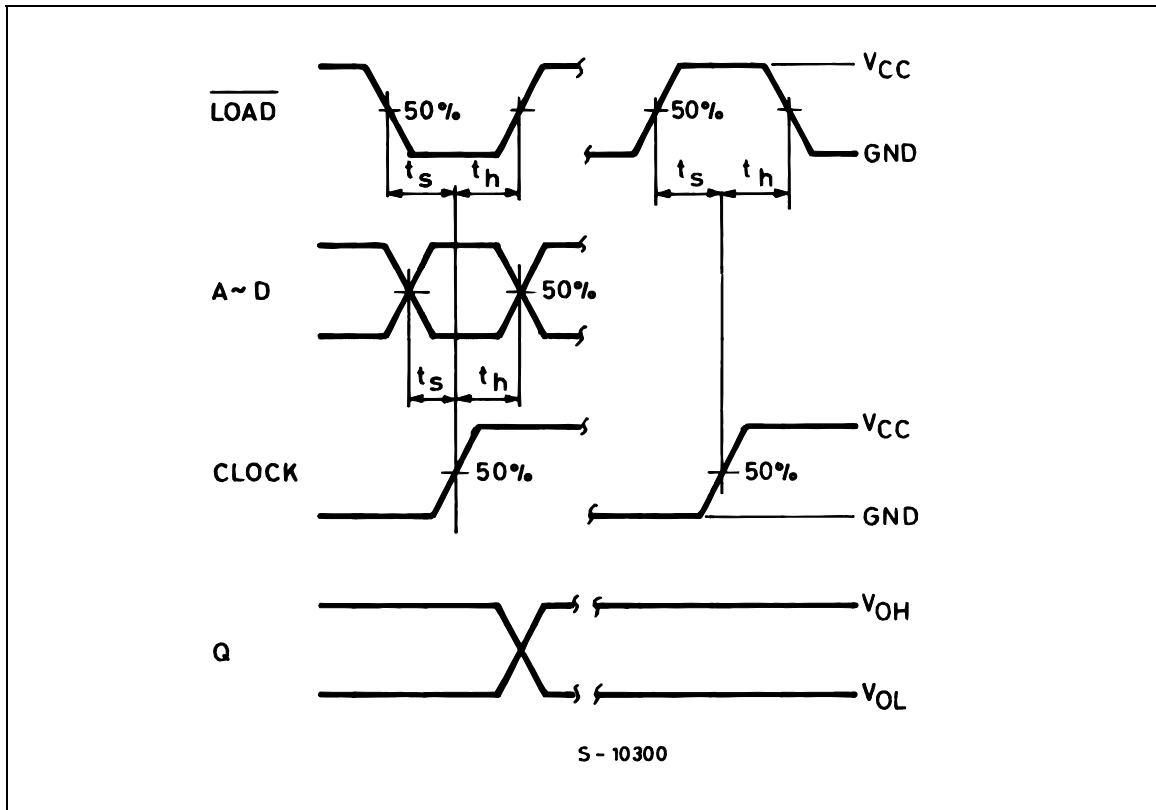 V_CC
LOAD
50%
50%
GND
t_s t_h
t_s t_h
A~D
50%
t_s t_h
V_CC
CLOCK
50%
50%
GND
V_OH
Q
V_OL
S-10300